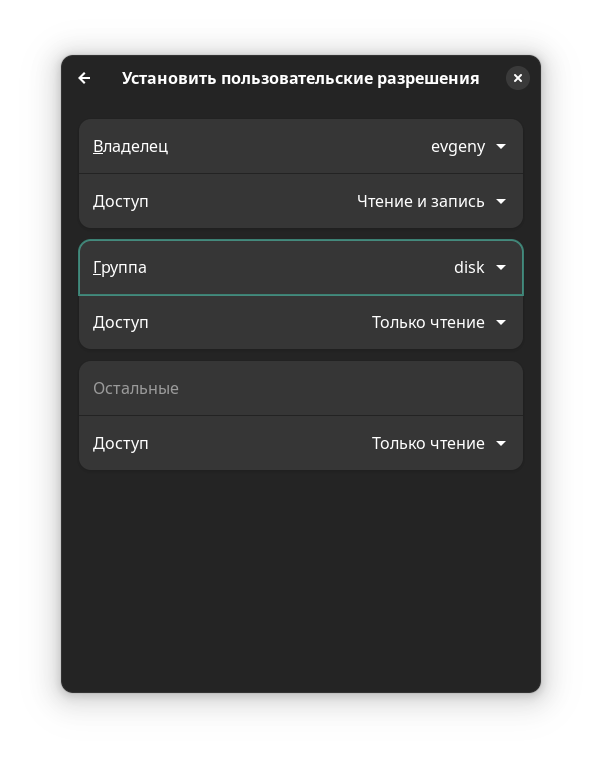 Установить пользовательские разрешения
Владелец evgeny
Доступ Чтение и запись
Группа disk
Доступ Только чтение
Остальные
Доступ Только чтение